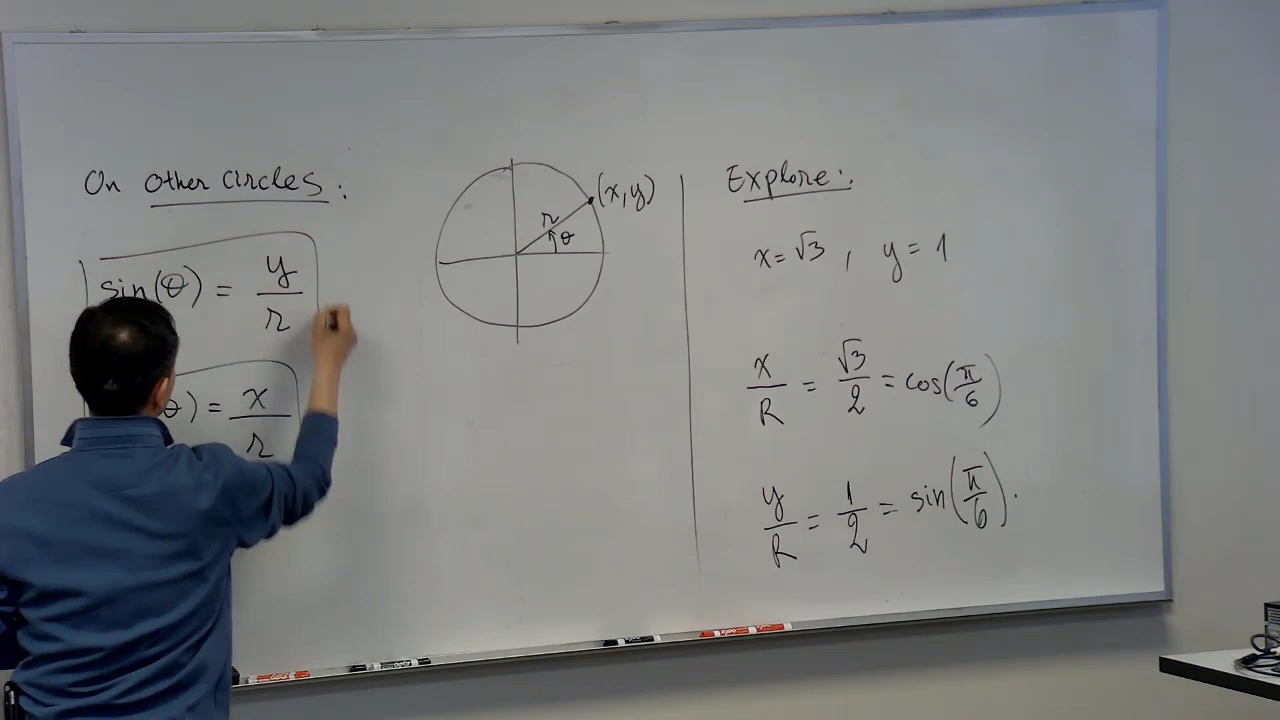 On Other Circles:
sin(θ) = y/r
θ) = x/r
(x,y)
r
θ
Explore:
x = √3 , y = 1
x/R = √3/2 = cos(π/6)
y/R = 1/2 = sin(π/6).